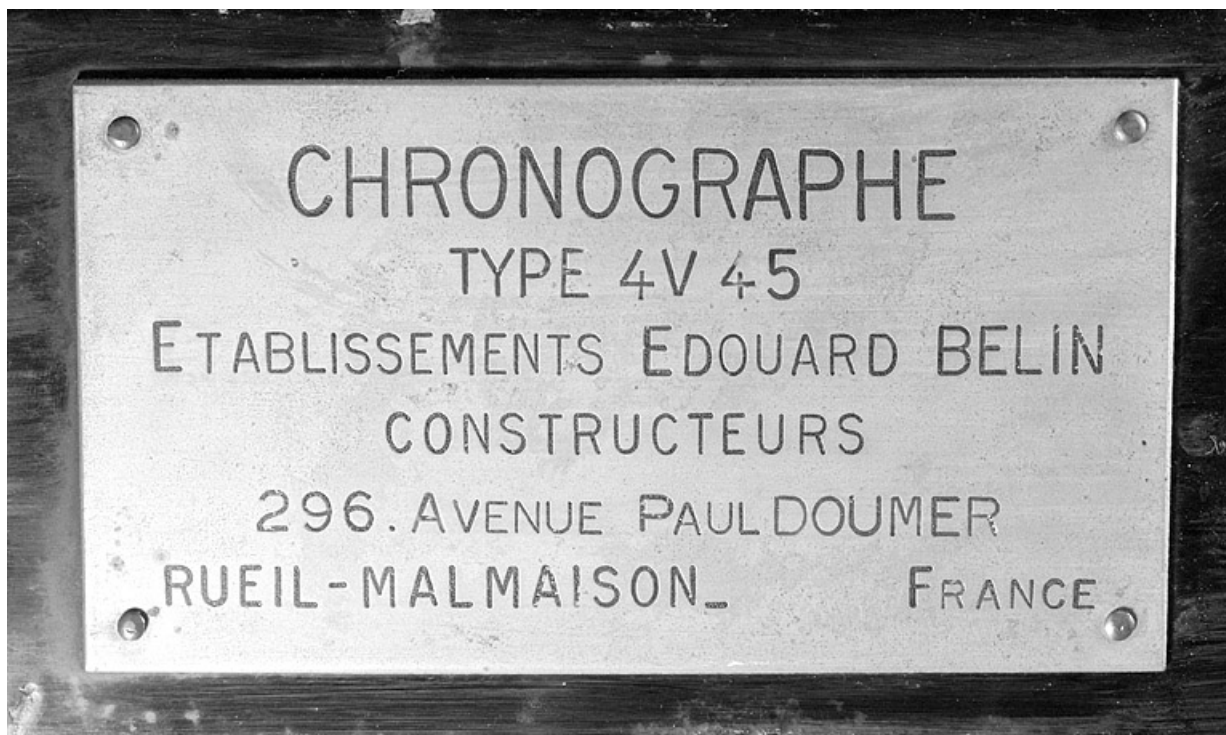 CHRONOGRAPHE
TYPE 4V 45
ETABLISSEMENTS EDOUARD BELIN
CONSTRUCTEURS
296. AVENUE PAUL DOUMER
RUEIL-MALMAISON_ FRANCE